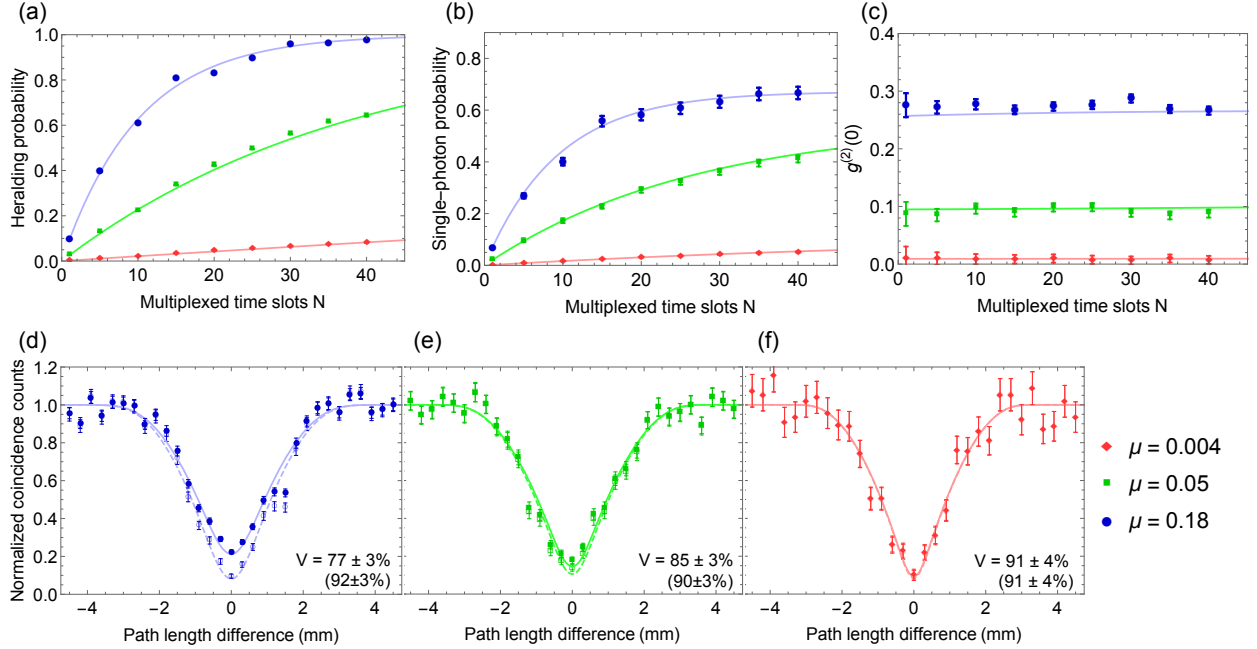 (a)
(b)
(c)
Heralding probability
1.0
0.8
0.6
0.4
0.2
0.0
0
10
20
30
40
Multiplexed time slots N
Single−photon probability
0.8
0.6
0.4
0.2
0.0
0
10
20
30
40
Multiplexed time slots N
g(2)(0)
0.4
0.3
0.2
0.1
0.0
0
10
20
30
40
Multiplexed time slots N
(d)
(e)
(f)
Normalized coincidence counts
1.2
1.0
0.8
0.6
0.4
0.2
0.0
−4
−2
0
2
4
Path length difference (mm)
V = 77 ± 3%
(92±3%)
−4
−2
0
2
4
Path length difference (mm)
V = 85 ± 3%
(90±3%)
−4
−2
0
2
4
Path length difference (mm)
V = 91 ± 4%
(91 ± 4%)
μ = 0.004
μ = 0.05
μ = 0.18